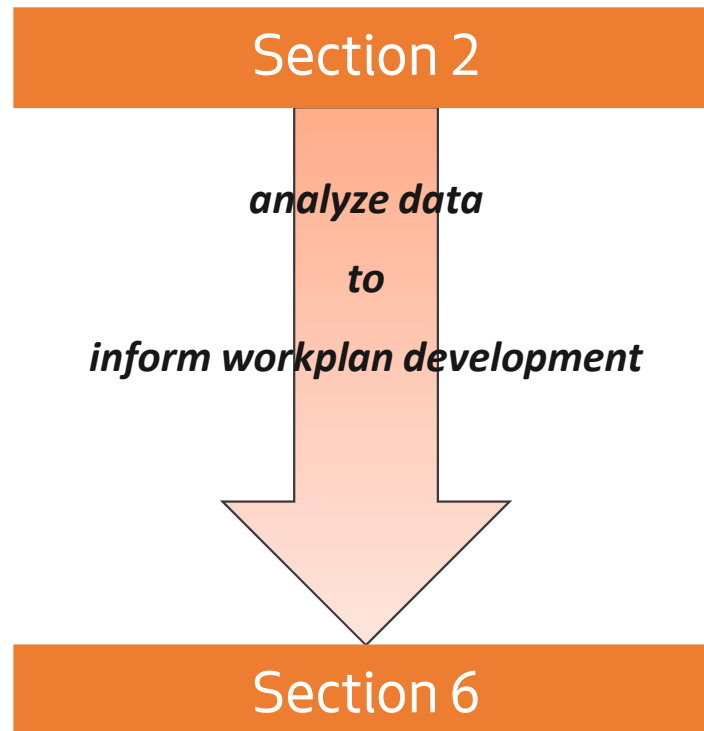 Section 2
analyze data
to
inform workplan development
Section 6